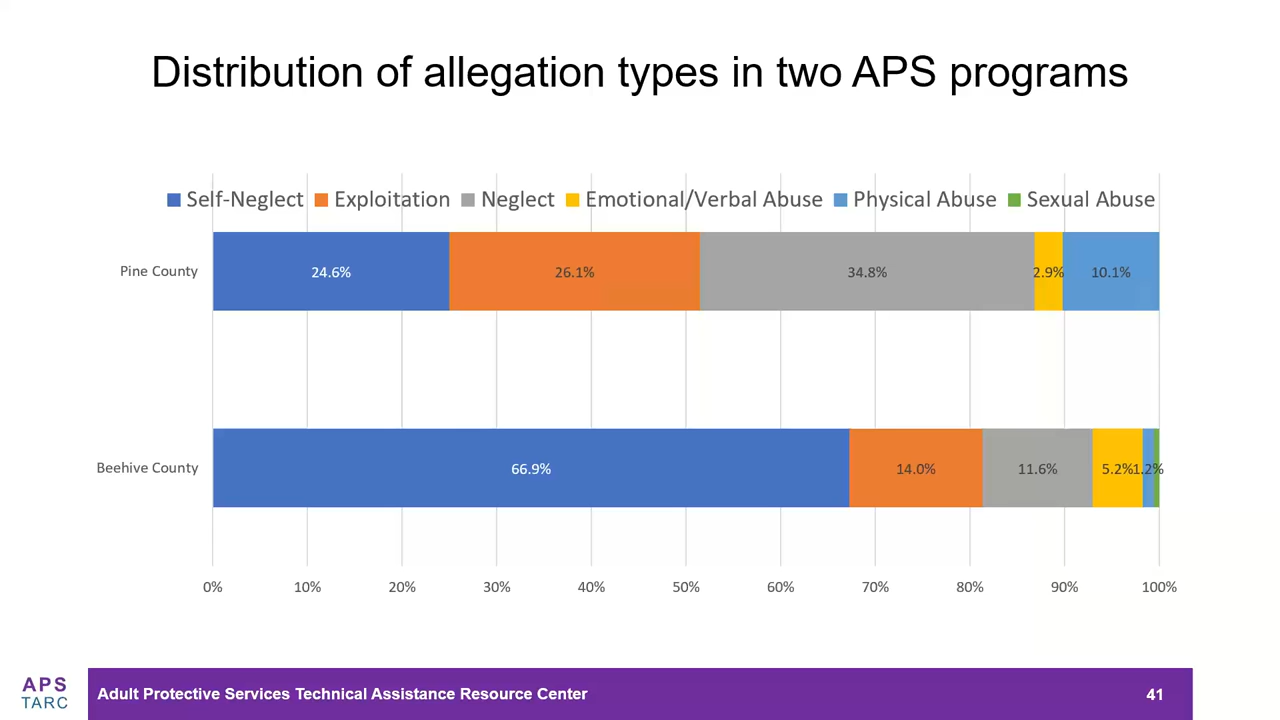 Distribution of allegation types in two APS programs
Self-Neglect Exploitation Neglect Emotional/Verbal Abuse Physical Abuse Sexual Abuse
Pine County 24.6% 26.1% 34.8% 2.9% 10.1%
Beehive County 66.9% 14.0% 11.6% 5.2% 1.2%
0% 10% 20% 30% 40% 50% 60% 70% 80% 90% 100%
APS
TARC
Adult Protective Services Technical Assistance Resource Center 41